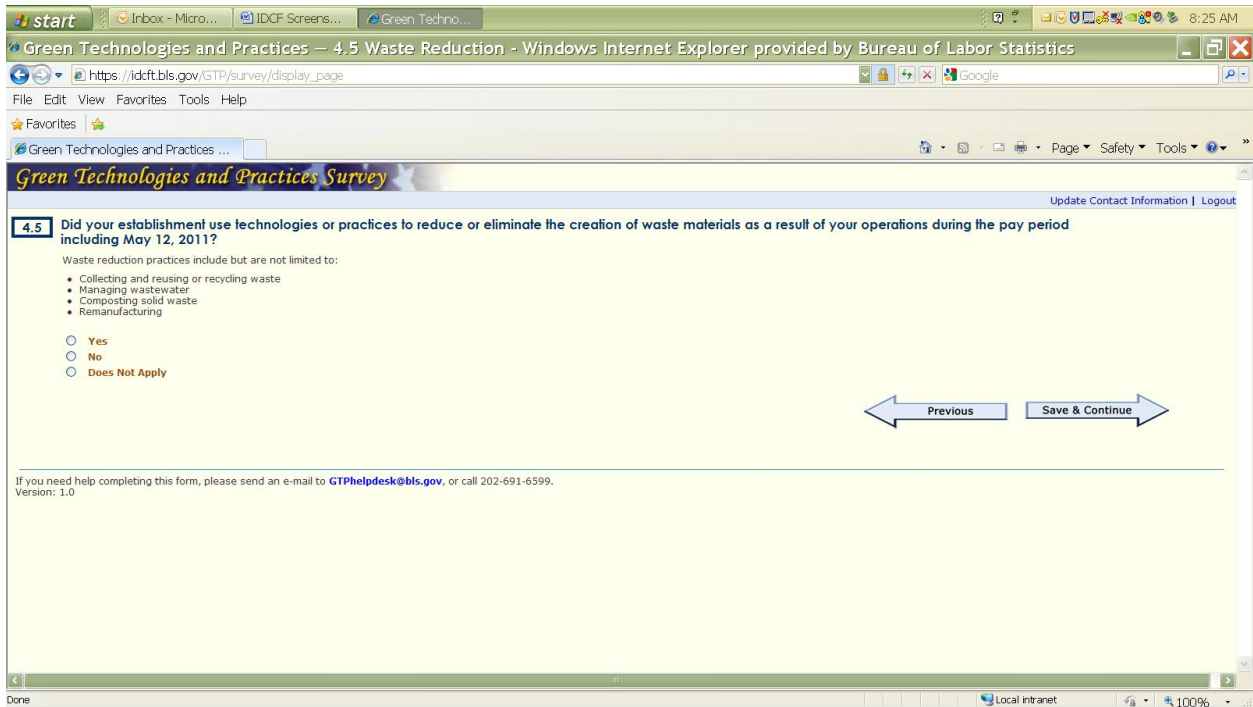 start
Inbox - Micro...
IDCF Screens...
Green Techno...
8:25 AM
Green Technologies and Practices — 4.5 Waste Reduction - Windows Internet Explorer provided by Bureau of Labor Statistics
https://idcft.bls.gov/GTP/survey/display_page
Google
File Edit View Favorites Tools Help
Favorites
Green Technologies and Practices ...
Page Safety Tools »
Green Technologies and Practices Survey
Update Contact Information | Logout
4.5 Did your establishment use technologies or practices to reduce or eliminate the creation of waste materials as a result of your operations during the pay period
including May 12, 2011?
Waste reduction practices include but are not limited to:
• Collecting and reusing or recycling waste
• Managing wastewater
• Composting solid waste
• Remanufacturing
Yes
No
Does Not Apply
Previous
Save & Continue
If you need help completing this form, please send an e-mail to GTPhelpdesk@bls.gov, or call 202-691-6599.
Version: 1.0
Done
Local intranet
100%